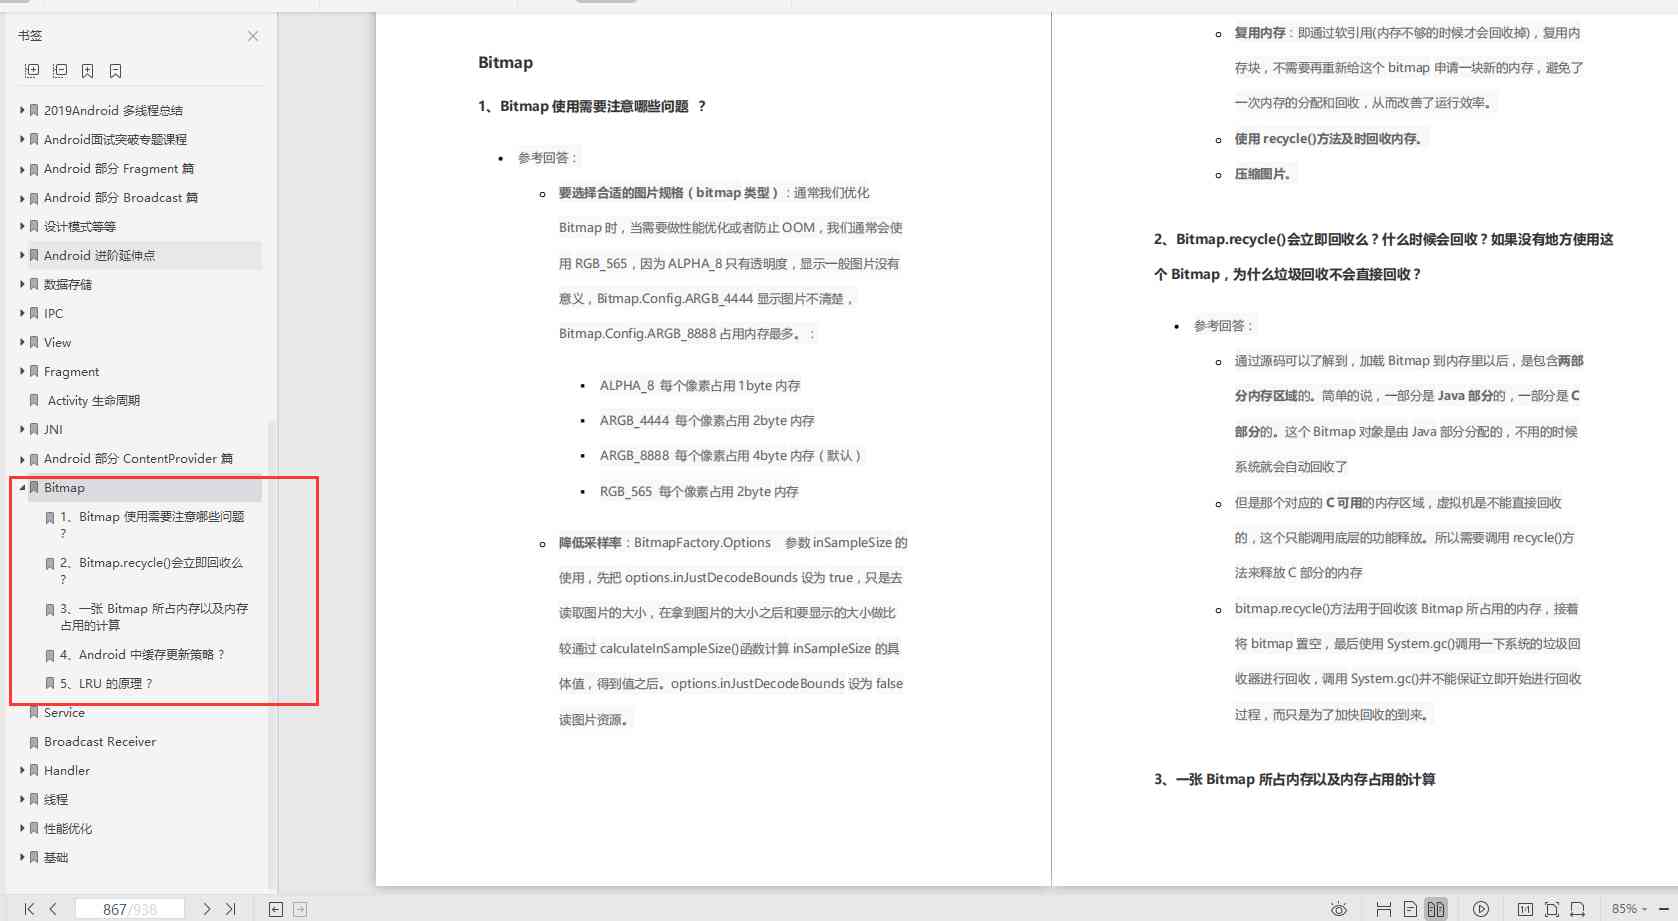 书签
2019Android 多线程总结
Android面试突破专题课程
Android 部分 Fragment 篇
Android 部分 Broadcast 篇
设计模式等等
Android 进阶延伸点
数据存储
IPC
View
Fragment
Activity 生命周期
JNI
Android 部分 ContentProvider 篇
Bitmap
1、Bitmap 使用需要注意哪些问题
?
2、Bitmap.recycle()会立即回收么
?
3、一张 Bitmap 所占内存以及内存
占用的计算
4、Android 中缓存更新策略？
5、LRU 的原理？
Service
Broadcast Receiver
Handler
线程
性能优化
基础
Bitmap
1、Bitmap 使用需要注意哪些问题 ？
参考回答：
要选择合适的图片规格（bitmap 类型）：通常我们优化
Bitmap 时，当需要做性能优化或者防止 OOM，我们通常会使
用 RGB_565，因为 ALPHA_8 只有透明度，显示一般图片没有
意义，Bitmap.Config.ARGB_4444 显示图片不清楚，
Bitmap.Config.ARGB_8888 占用内存最多。：
ALPHA_8 每个像素占用 1byte 内存
ARGB_4444 每个像素占用 2byte 内存
ARGB_8888 每个像素占用 4byte 内存（默认）
RGB_565 每个像素占用 2byte 内存
降低采样率：BitmapFactory.Options 参数 inSampleSize 的
使用，先把 options.inJustDecodeBounds 设为 true，只是去
读取图片的大小，在拿到图片的大小之后和要显示的大小做比
较通过 calculateInSampleSize()函数计算 inSampleSize 的具
体值，得到值之后。options.inJustDecodeBounds 设为 false
读图片资源。
复用内存：即通过软引用(内存不够的时候才会回收掉)，复用内
存块，不需要再重新给这个 bitmap 申请一块新的内存，避免了
一次内存的分配和回收，从而改善了运行效率。
使用 recycle()方法及时回收内存。
压缩图片。
2、Bitmap.recycle()会立即回收么？什么时候会回收？如果没有地方使用这
个 Bitmap，为什么垃圾回收不会直接回收？
参考回答：
通过源码可以了解到，加载 Bitmap 到内存里以后，是包含两部
分内存区域的。简单的说，一部分是 Java 部分的，一部分是 C
部分的。这个 Bitmap 对象是由 Java 部分分配的，不用的时候
系统就会自动回收了
但是那个对应的 C 可用的内存区域，虚拟机是不能直接回收
的，这个只能调用底层的功能释放。所以需要调用 recycle()方
法来释放 C 部分的内存
bitmap.recycle()方法用于回收该 Bitmap 所占用的内存，接着
将 bitmap 置空，最后使用 System.gc()调用一下系统的垃圾回
收器进行回收，调用 System.gc()并不能保证立即开始进行回收
过程，而只是为了加快回收的到来。
3、一张 Bitmap 所占内存以及内存占用的计算
867/938
85%